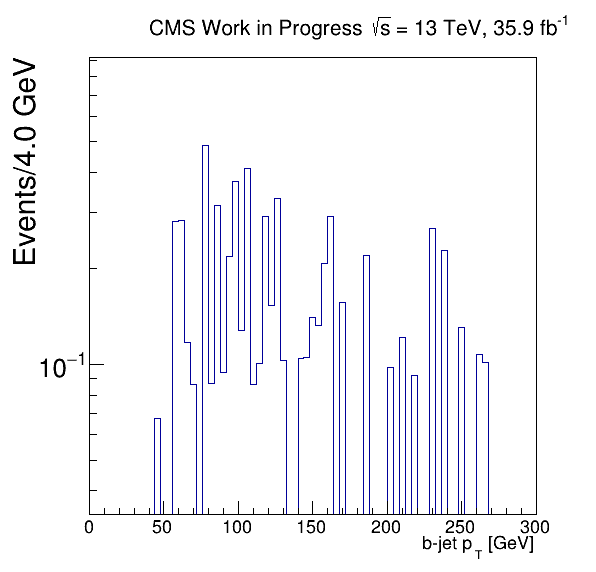 CMS Work in Progress √s = 13 TeV, 35.9 fb⁻¹
Events/4.0 GeV
10⁻¹
0 50 100 150 200 250 300
b-jet p_T [GeV]